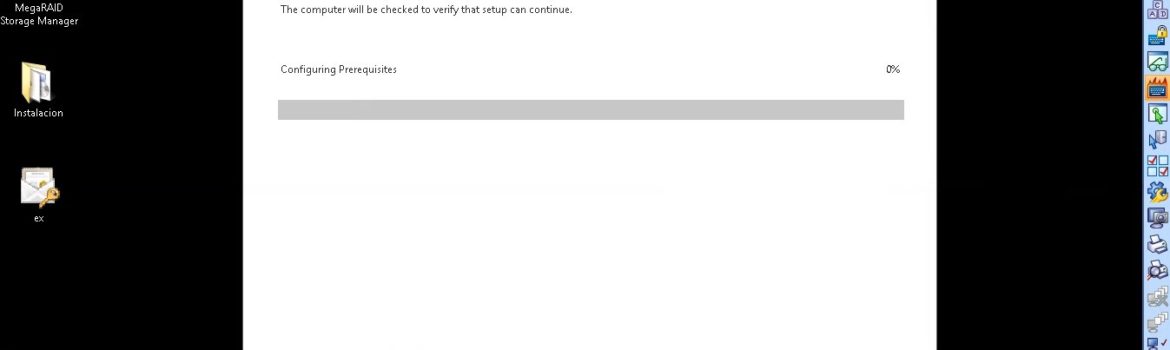 MegaRAID
Storage Manager
The computer will be checked to verify that setup can continue.
Configuring Prerequisites 0%
Instalacion
ex